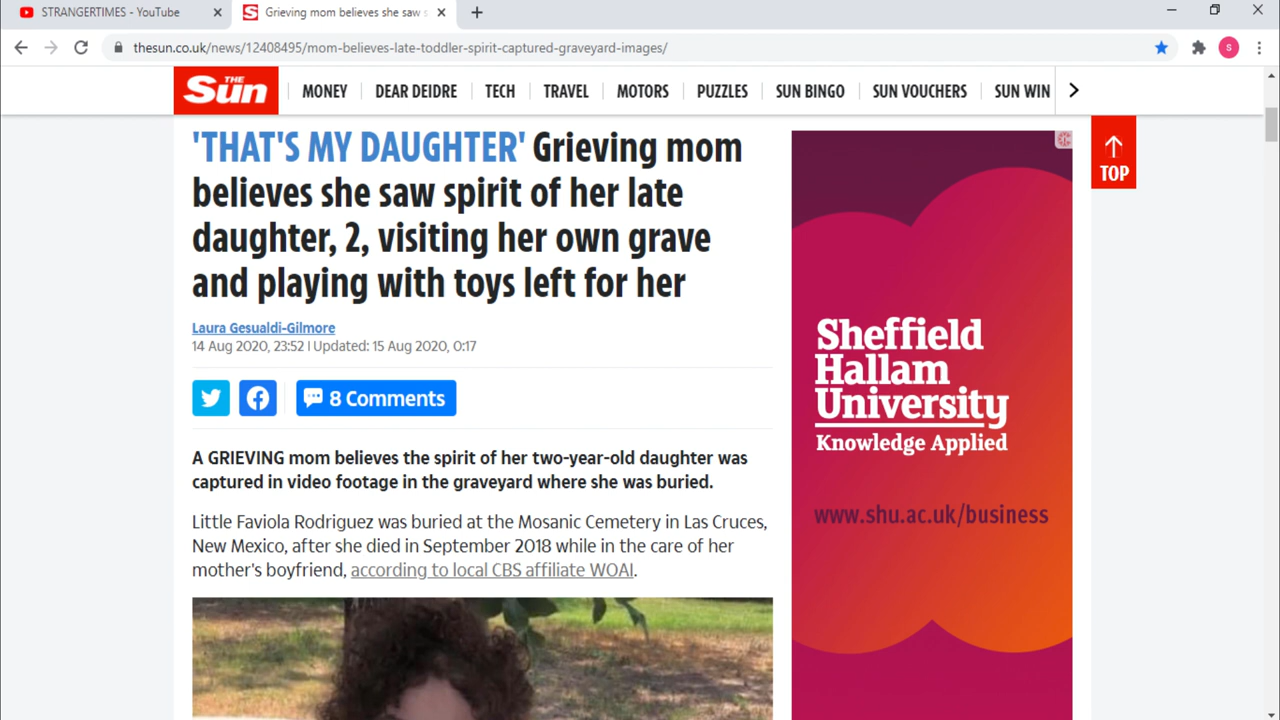 STRANGERTIMES - YouTube
Grieving mom believes she saw s
thesun.co.uk/news/12408495/mom-believes-late-toddler-spirit-captured-graveyard-images/
S
THE
Sun
MONEY
DEAR DEIDRE
TECH
TRAVEL
MOTORS
PUZZLES
SUN BINGO
SUN VOUCHERS
SUN WIN
'THAT'S MY DAUGHTER' Grieving mom
believes she saw spirit of her late
daughter, 2, visiting her own grave
and playing with toys left for her
Laura Gesualdi-Gilmore
14 Aug 2020, 23:52 | Updated: 15 Aug 2020, 0:17
8 Comments
A GRIEVING mom believes the spirit of her two-year-old daughter was
captured in video footage in the graveyard where she was buried.
Little Faviola Rodriguez was buried at the Mosanic Cemetery in Las Cruces,
New Mexico, after she died in September 2018 while in the care of her
mother's boyfriend, according to local CBS affiliate WOAI.
Sheffield
Hallam
University
Knowledge Applied
www.shu.ac.uk/business
TOP